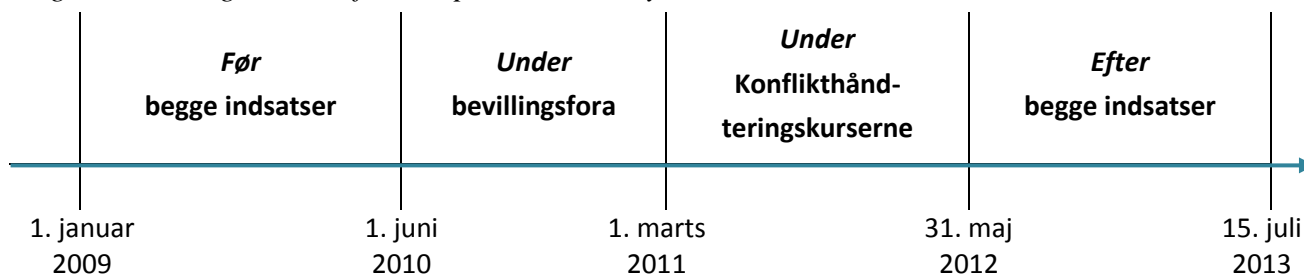 Før
begge indsatser
Under
bevillingsfora
Under
Konflikthånd-
teringskurserne
Efter
begge indsatser
1. januar
2009
1. juni
2010
1. marts
2011
31. maj
2012
15. juli
2013